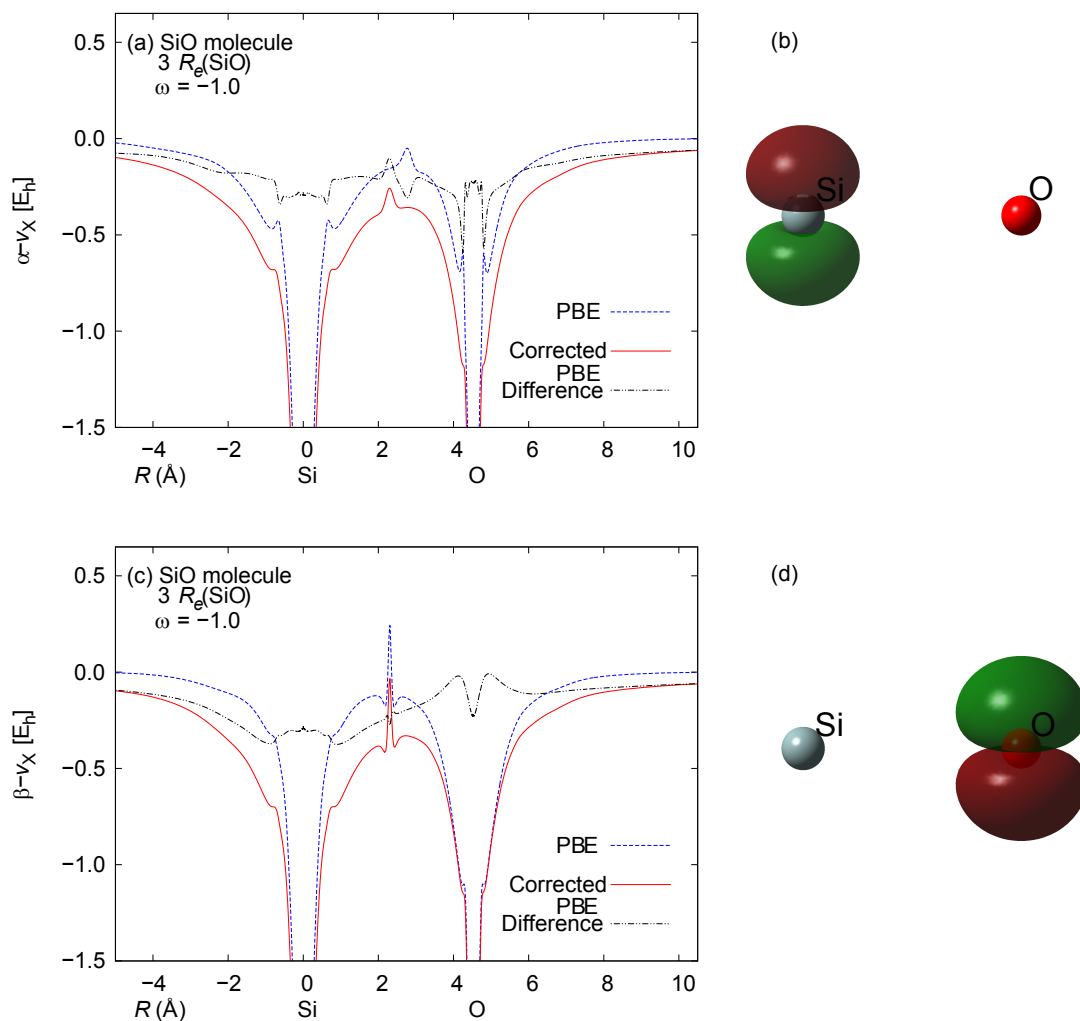 (a) SiO molecule
3 Re(SiO)
ω = −1.0
α−vX [Eh]
0.5
0.0
−0.5
−1.0
−1.5
PBE
Corrected
PBE
Difference
−4 −2 0 2 4 6 8 10
R (Å) Si O
(b)
Si
O
(c) SiO molecule
3 Re(SiO)
ω = −1.0
β−vX [Eh]
0.5
0.0
−0.5
−1.0
−1.5
PBE
Corrected
PBE
Difference
−4 −2 0 2 4 6 8 10
R (Å) Si O
(d)
Si
O